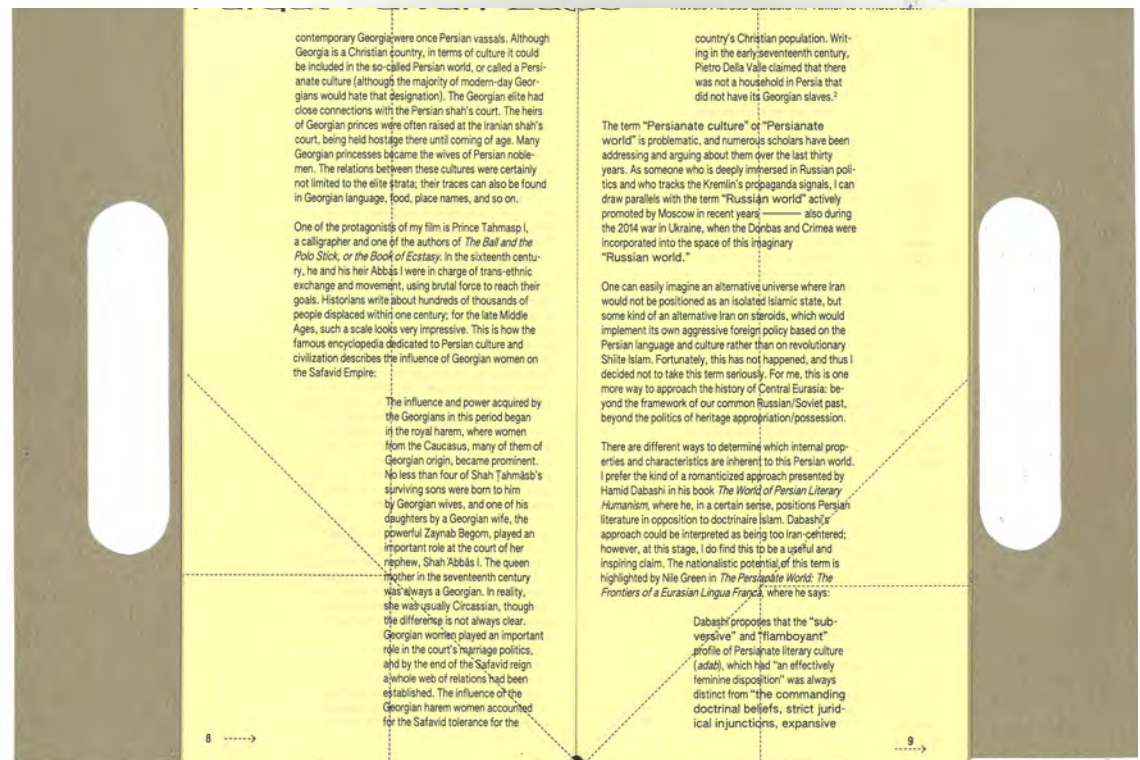 contemporary Georgia were once Persian vassals. Although
Georgia is a Christian country, in terms of culture it could
be included in the so-called Persian world, or called a Persi-
anate culture (although the majority of modern-day Geor-
gians would hate that designation). The Georgian elite had
close connections with the Persian shah's court. The heirs
of Georgian princes were often raised at the Iranian shah's
court, being held hostage there until coming of age. Many
Georgian princesses became the wives of Persian noble-
men. The relations between these cultures were certainly
not limited to the elite strata; their traces can also be found
in Georgian language, food, place names, and so on.
One of the protagonists of my film is Prince Tahmasp I,
a calligrapher and one of the authors of The Ball and the
Polo Stick, or the Book of Ecstasy. In the sixteenth centu-
ry, he and his heir Abbas I were in charge of trans-ethnic
exchange and movement, using brutal force to reach their
goals. Historians write about hundreds of thousands of
people displaced within one century; for the late Middle
Ages, such a scale looks very impressive. This is how the
famous encyclopedia dedicated to Persian culture and
civilization describes the influence of Georgian women on
the Safavid Empire:
The influence and power acquired by
the Georgians in this period began
in the royal harem, where women
from the Caucasus, many of them of
Georgian origin, became prominent.
No less than four of Shah Ṭahmāsb's
surviving sons were born to him
by Georgian wives, and one of his
daughters by a Georgian wife, the
powerful Zaynab Begom, played an
important role at the court of her
nephew, Shah ʿAbbās I. The queen
mother in the seventeenth century
was always a Georgian. In reality,
she was usually Circassian, though
the difference is not always clear.
Georgian women played an important
role in the court's marriage politics,
and by the end of the Safavid reign
a whole web of relations had been
established. The influence of the
Georgian harem women accounted
for the Safavid tolerance for the
8
country's Christian population. Writ-
ing in the early seventeenth century,
Pietro Della Valle claimed that there
was not a household in Persia that
did not have its Georgian slaves.²
The term "Persianate culture" or "Persianate
world" is problematic, and numerous scholars have been
addressing and arguing about them over the last thirty
years. As someone who is deeply immersed in Russian poli-
tics and who tracks the Kremlin's propaganda signals, I can
draw parallels with the term "Russian world" actively
promoted by Moscow in recent years ——— also during
the 2014 war in Ukraine, when the Donbas and Crimea were
incorporated into the space of this imaginary
"Russian world."
One can easily imagine an alternative universe where Iran
would not be positioned as an isolated Islamic state, but
some kind of an alternative Iran on steroids, which would
implement its own aggressive foreign policy based on the
Persian language and culture rather than on revolutionary
Shiite Islam. Fortunately, this has not happened, and thus I
decided not to take this term seriously. For me, this is one
more way to approach the history of Central Eurasia: be-
yond the framework of our common Russian/Soviet past,
beyond the politics of heritage appropriation/possession.
There are different ways to determine which internal prop-
erties and characteristics are inherent to this Persian world.
I prefer the kind of a romanticized approach presented by
Hamid Dabashi in his book The World of Persian Literary
Humanism, where he, in a certain sense, positions Persian
literature in opposition to doctrinaire Islam. Dabashi's
approach could be interpreted as being too Iran-centered;
however, at this stage, I do find this to be a useful and
inspiring claim. The nationalistic potential of this term is
highlighted by Nile Green in The Persianate World: The
Frontiers of a Eurasian Lingua Franca, where he says:
Dabashi proposes that the "sub-
versive" and "flamboyant"
profile of Persianate literary culture
(adab), which had "an effectively
feminine disposition" was always
distinct from "the commanding
doctrinal beliefs, strict jurid-
ical injunctions, expansive
9